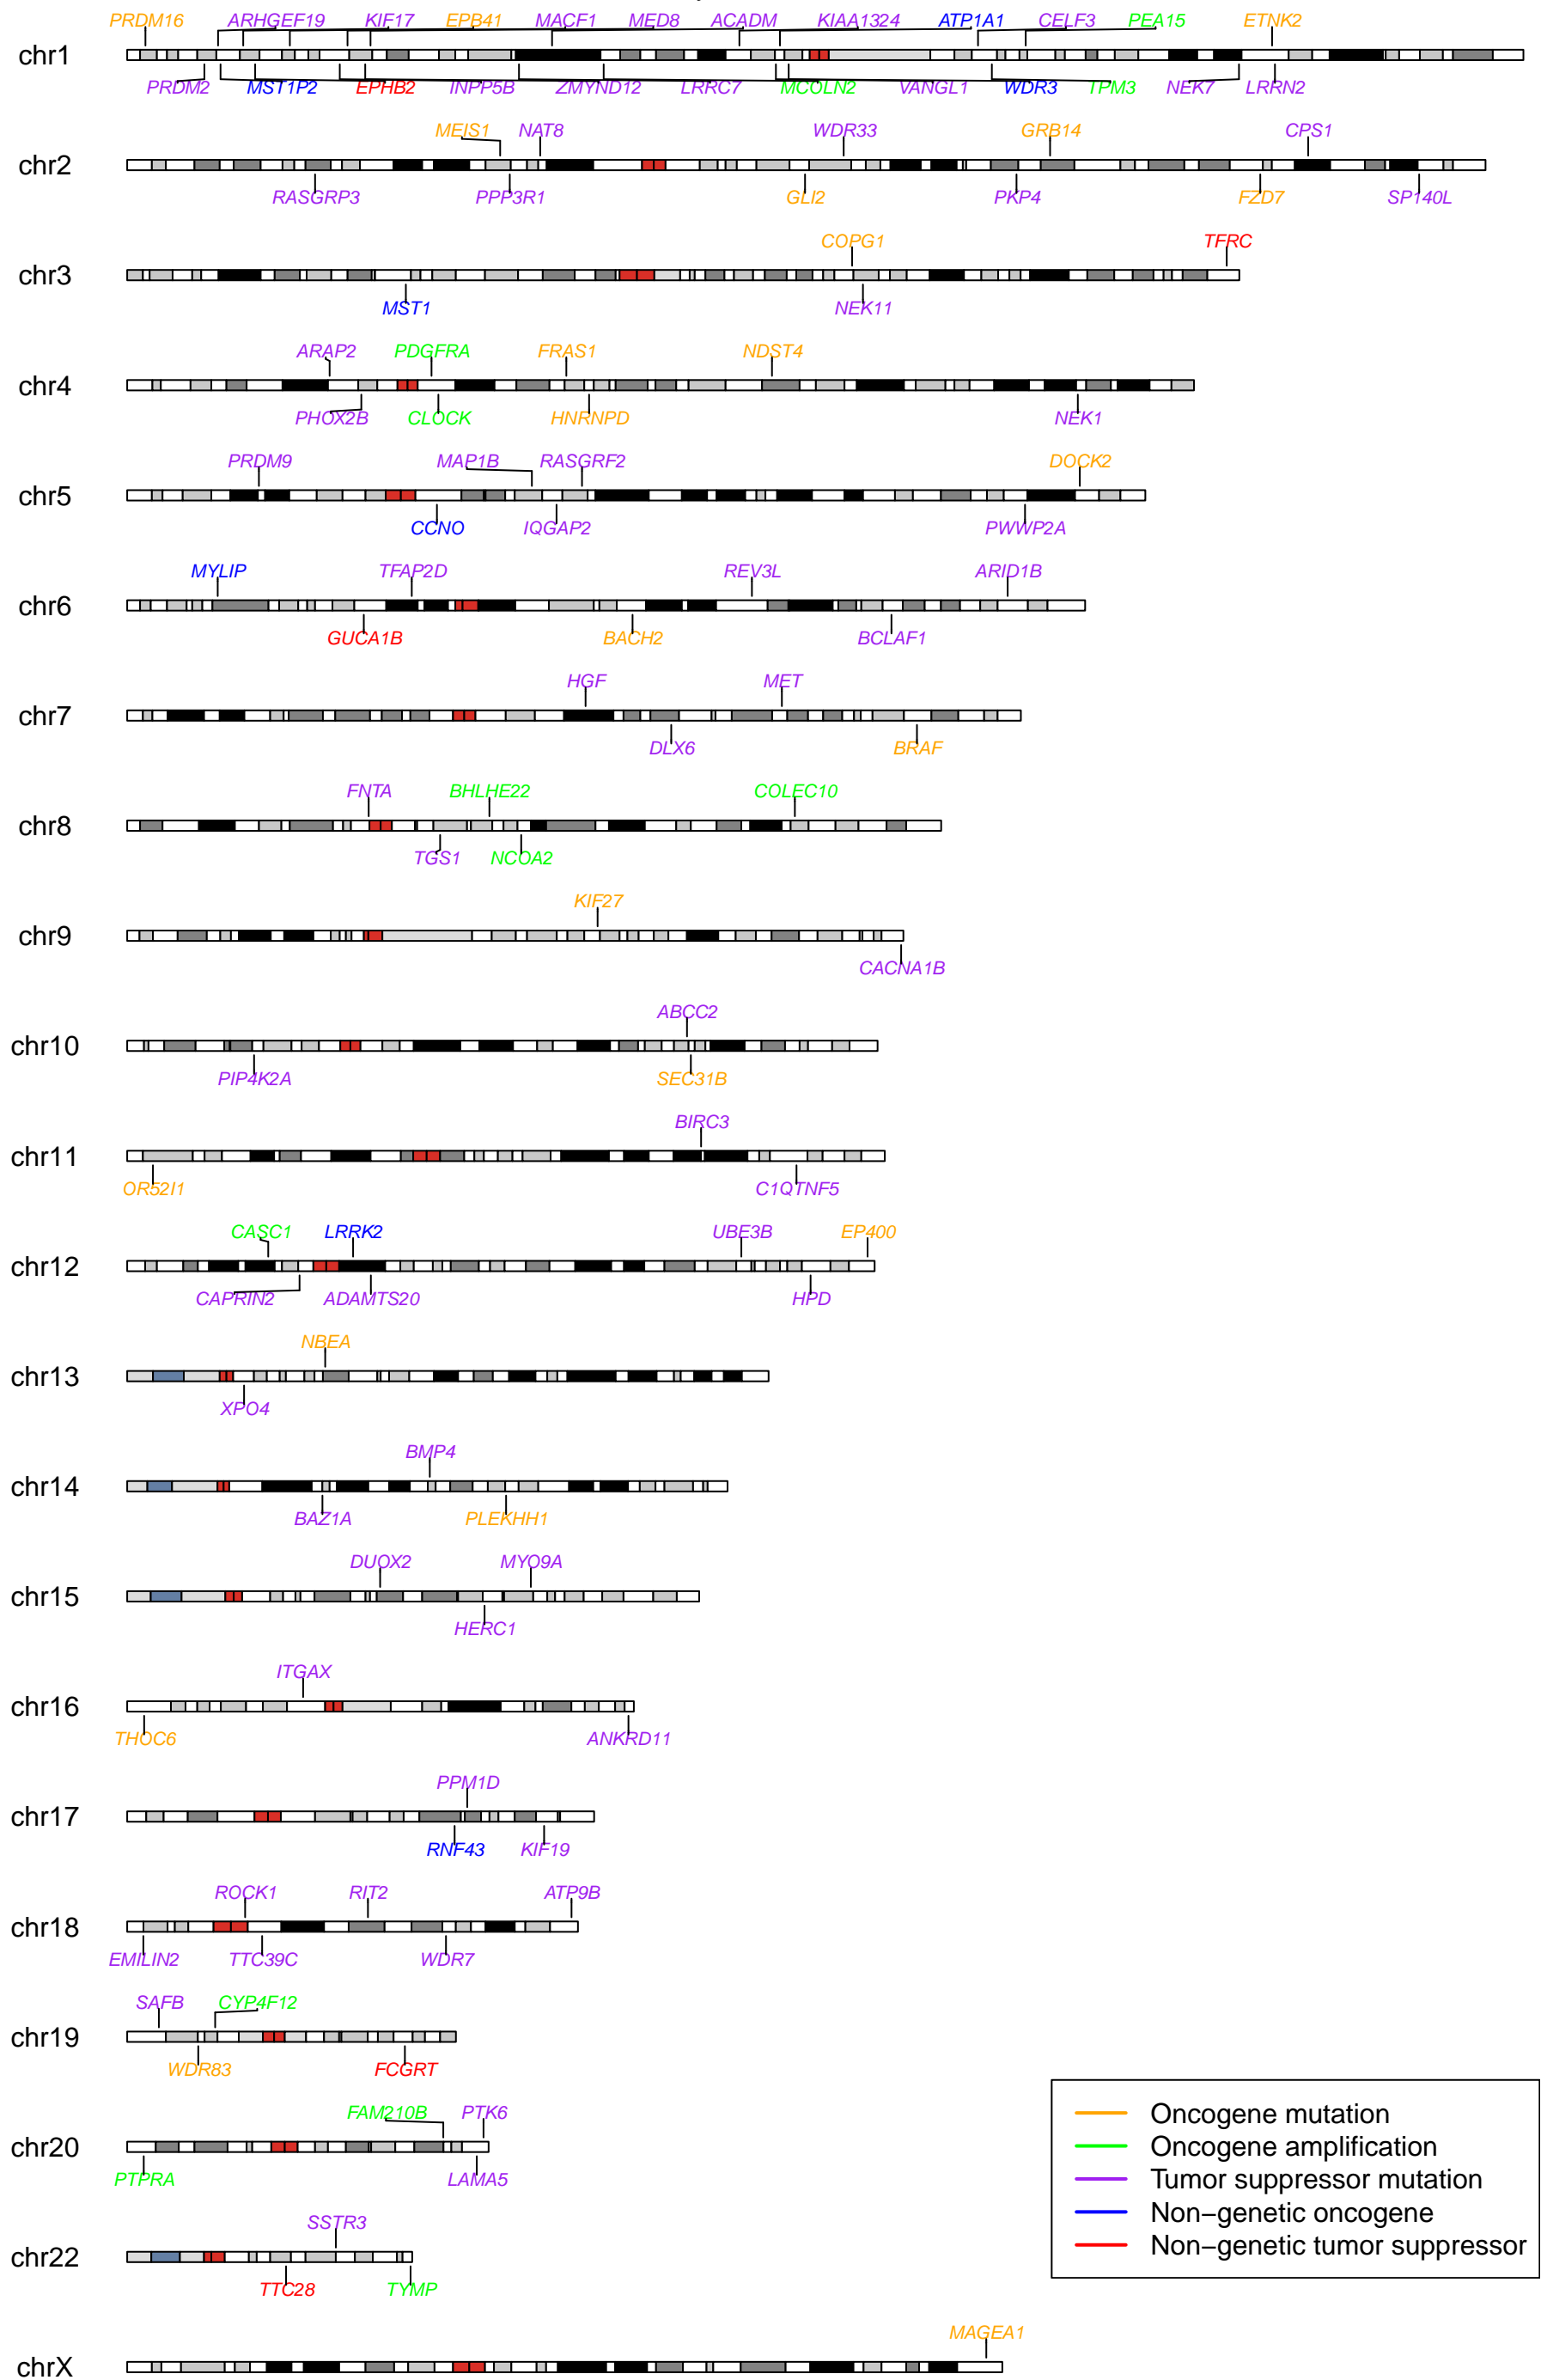 PRDM16 ARHGEF19 KIF17 EPB41 MACF1 MED8 ACADM KIAA1324 ATP1A1 CELF3 PEA15 ETNK2
chr1
PRDM2 MST1P2 EPHB2 INPP5B ZMYND12 LRRC7 MCOLN2 VANGL1 WDR3 TPM3 NEK7 LRRN2
MEIS1 NAT8 WDR33 GRB14 CPS1
chr2
RASGRP3 PPP3R1 GLI2 PKP4 FZD7 SP140L
COPG1 TFRC
chr3
MST1 NEK11
ARAP2 PDGFRA FRAS1 NDST4
chr4
PHOX2B CLOCK HNRNPD NEK1
PRDM9 MAP1B RASGRF2 DOCK2
chr5
CCNO IQGAP2 PWWP2A
MYLIP TFAP2D REV3L ARID1B
chr6
GUCA1B BACH2 BCLAF1
HGF MET
chr7
DLX6 BRAF
FNTA BHLHE22 COLEC10
chr8
TGS1 NCOA2
KIF27
chr9
CACNA1B
ABCC2
chr10
PIP4K2A SEC31B
BIRC3
chr11
OR52I1 C1QTNF5
CASC1 LRRK2 UBE3B EP400
chr12
CAPRIN2 ADAMTS20 HPD
NBEA
chr13
XPO4
BMP4
chr14
BAZ1A PLEKHH1
DUOX2 MYO9A
chr15
HERC1
ITGAX
chr16
THOC6 ANKRD11
PPM1D
chr17
RNF43 KIF19
ROCK1 RIT2 ATP9B
chr18
EMILIN2 TTC39C WDR7
SAFB CYP4F12
chr19
WDR83 FCGRT
FAM210B PTK6
chr20
PTPRA LAMA5
SSTR3
chr22
TTC28 TYMP
MAGEA1
chrX
Oncogene mutation
Oncogene amplification
Tumor suppressor mutation
Non−genetic oncogene
Non−genetic tumor suppressor